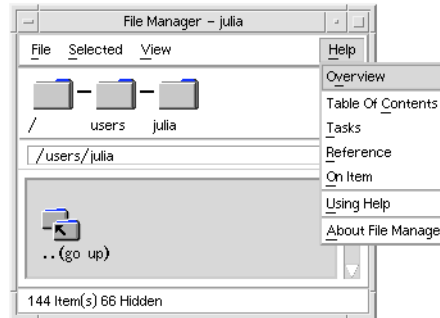 File Manager – julia
File Selected View Help
/ users julia
/users/julia
..(go up)
144 Item(s) 66 Hidden
Overview
Table Of Contents
Tasks
Reference
On Item
Using Help
About File Manage